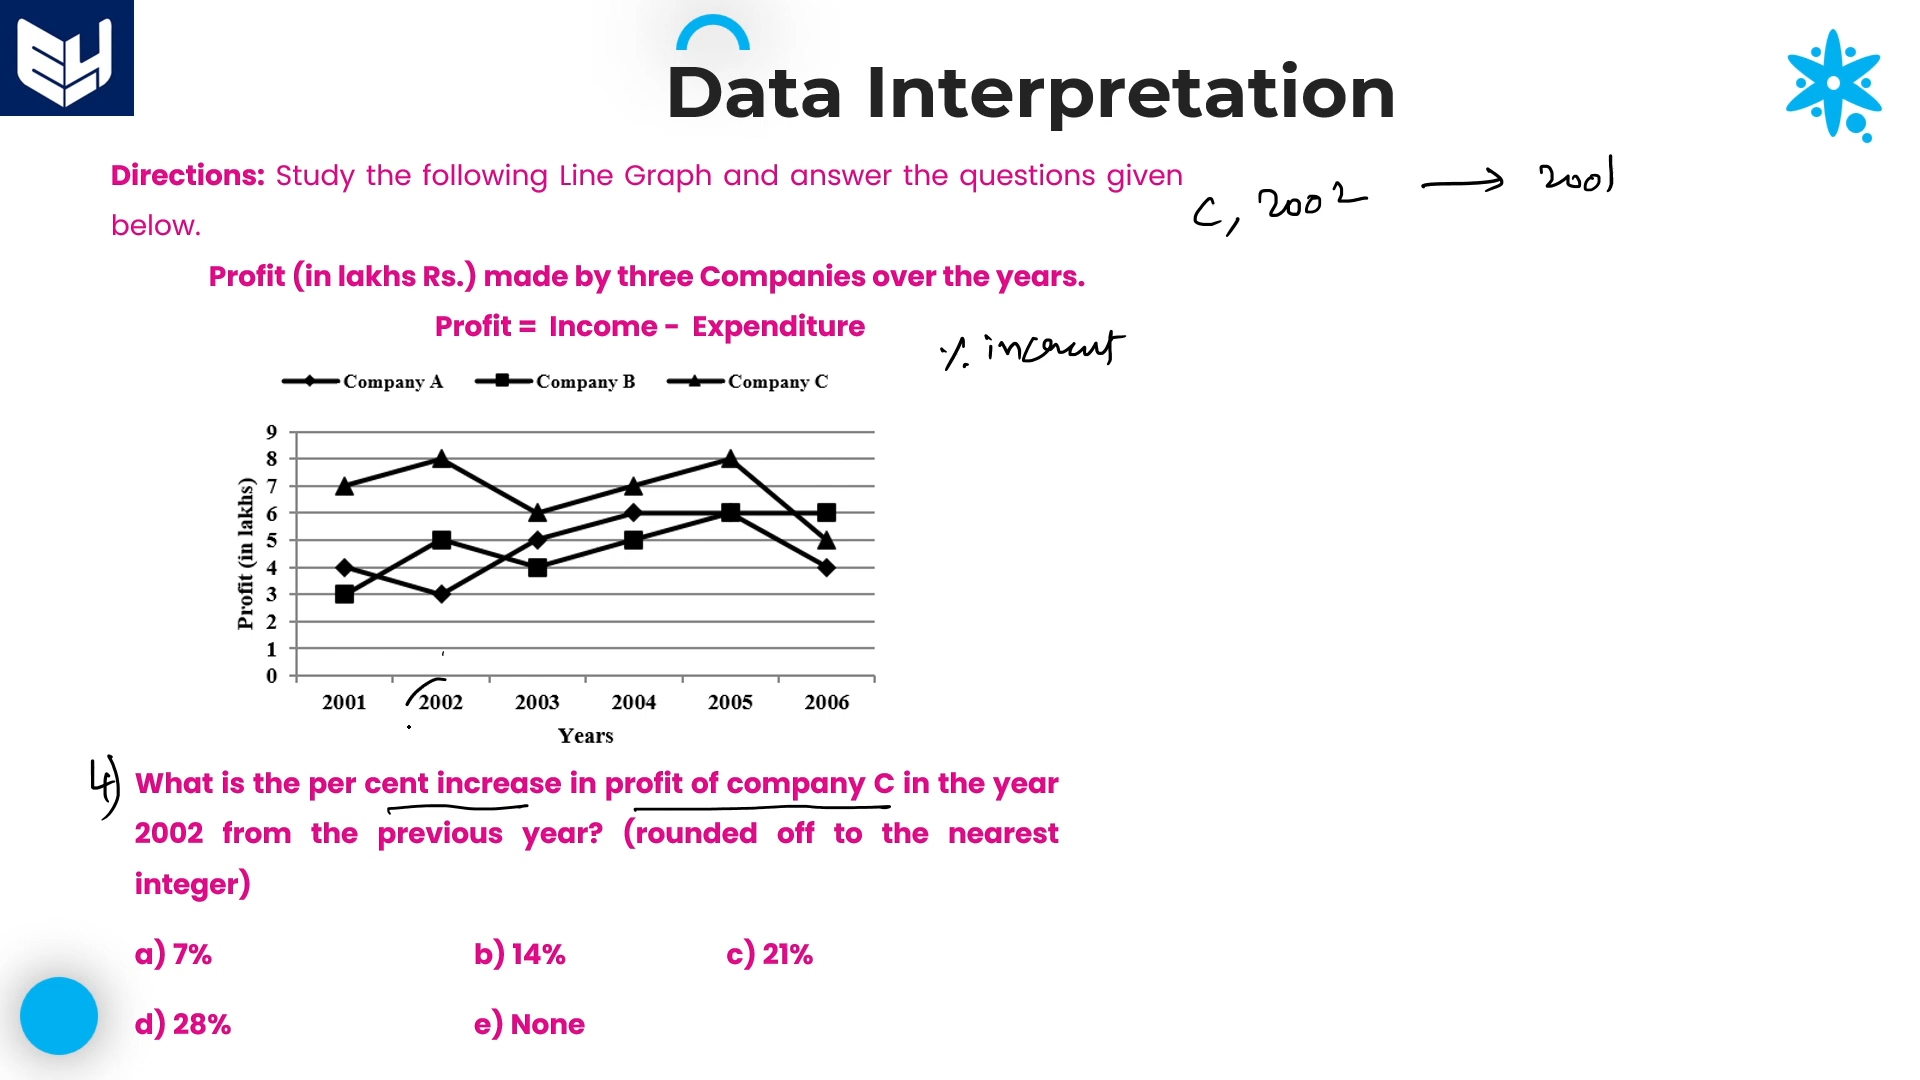 Data Interpretation
Directions: Study the following Line Graph and answer the questions given
below.
C, 2002 → 2001
Profit (in lakhs Rs.) made by three Companies over the years.
Profit = Income - Expenditure
Company A Company B Company C
Profit (in lakhs)
9
8
7
6
5
4
3
2
1
0
2001 2002 2003 2004 2005 2006
Years
4) What is the per cent increase in profit of company C in the year
2002 from the previous year? (rounded off to the nearest
integer)
a) 7% b) 14% c) 21%
d) 28% e) None